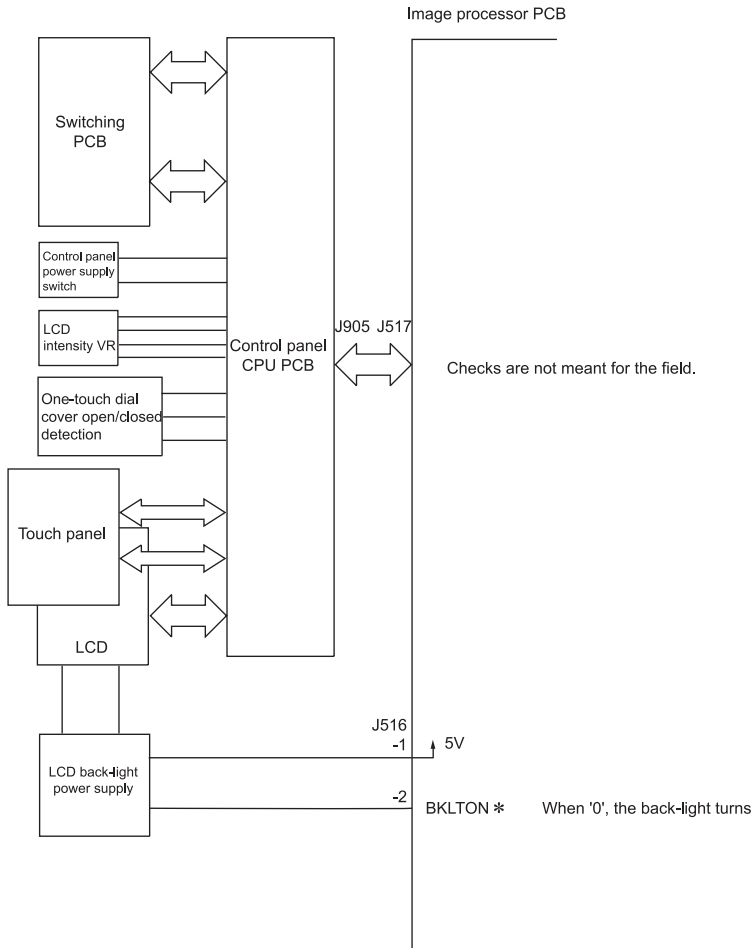 Image processor PCB
Switching
PCB
Control panel
power supply
switch
LCD
intensity VR
One-touch dial
cover open/closed
detection
Control panel
CPU PCB
J905 J517
Checks are not meant for the field.
Touch panel
LCD
LCD back-light
power supply
J516
-1
5V
-2
BKLTON * When '0', the back-light turns